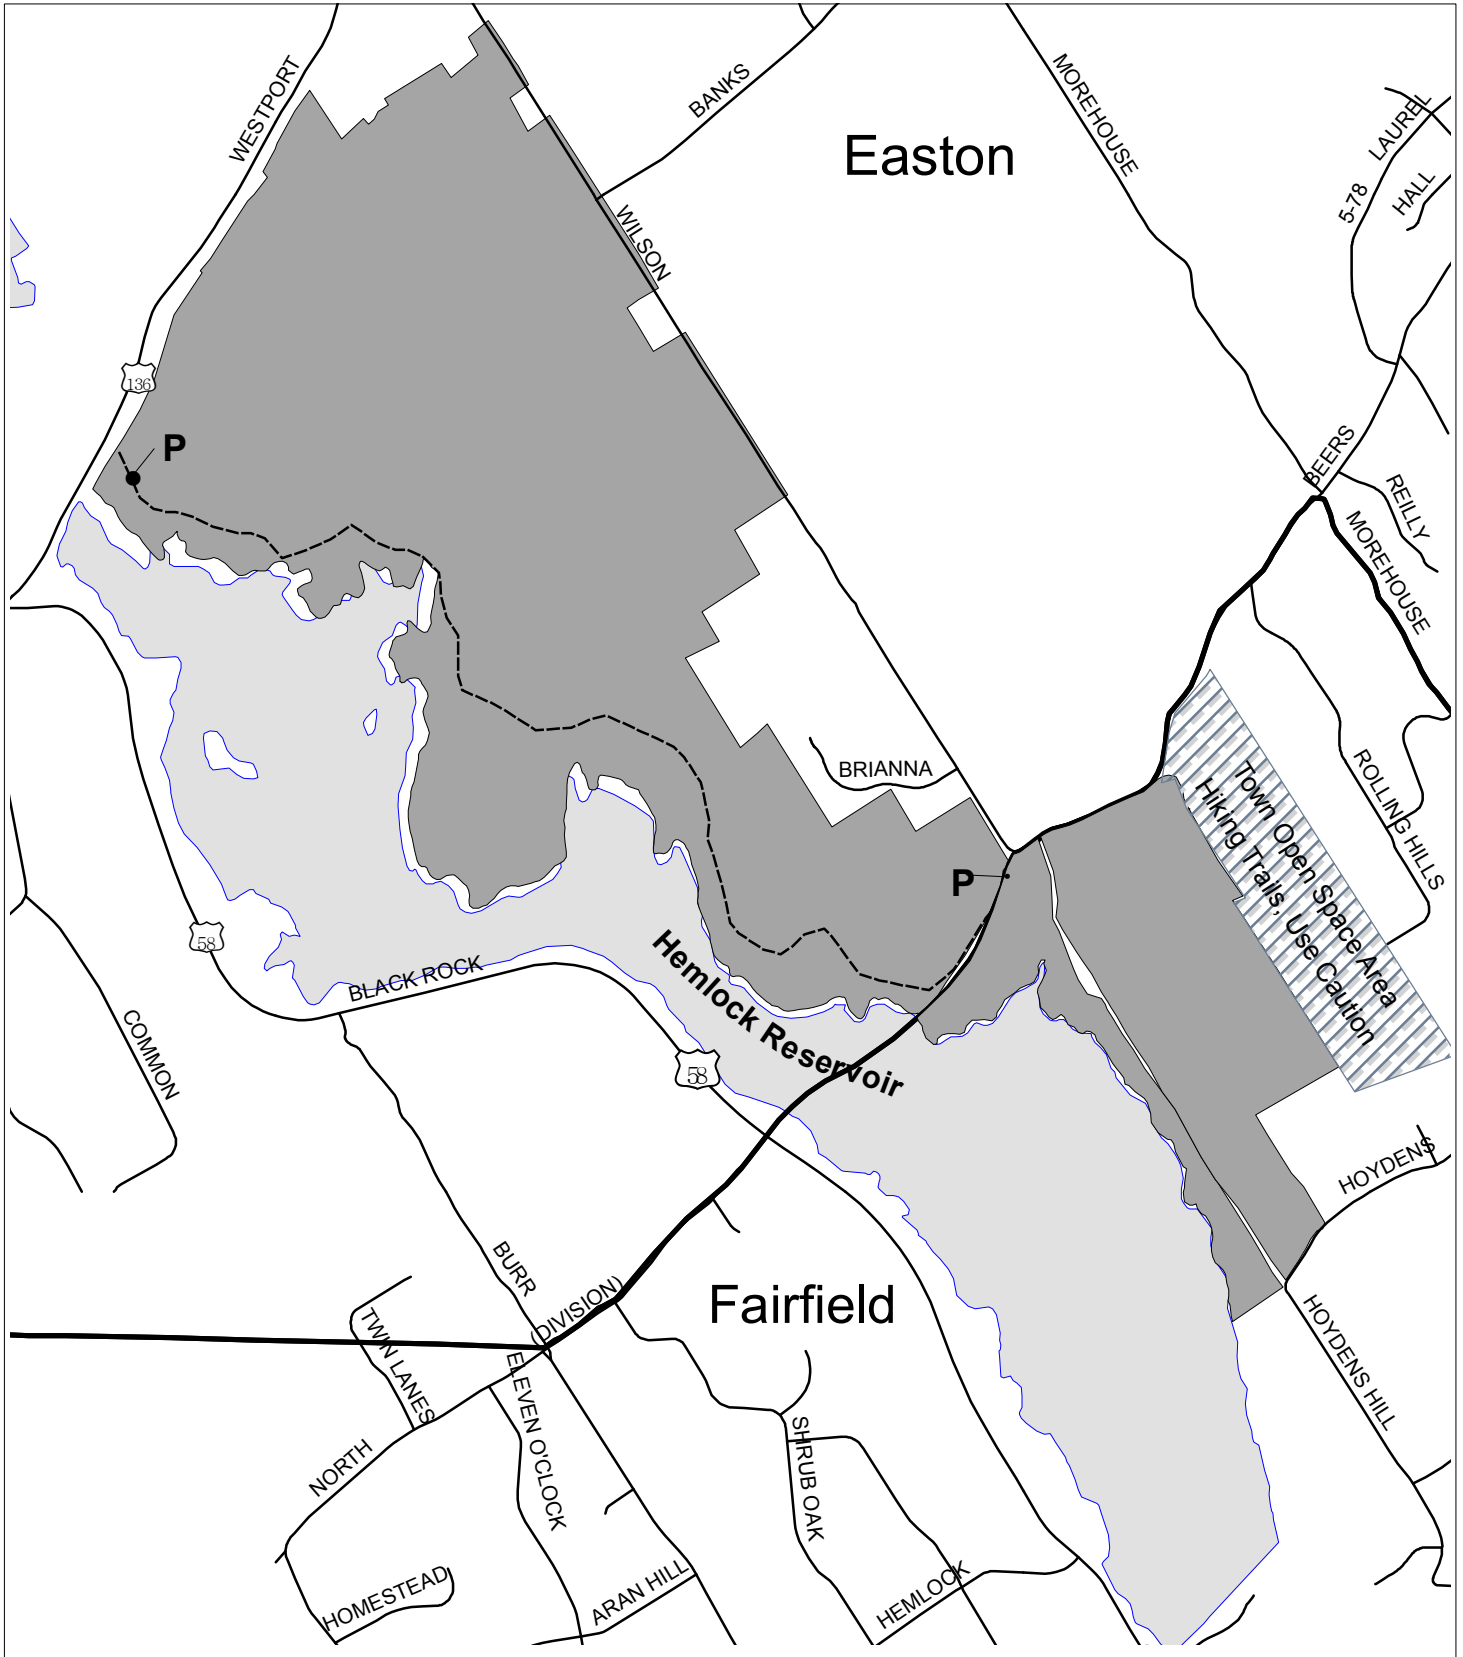 WESTPORT
BANKS
MOREHOUSE
Easton
LAUREL
HALL
5-78
WILSON
136
P
BEERS
REILLY
MOREHOUSE
BRIANNA
ROLLING HILLS
Town Open Space Area
Hiking Trails, Use Caution
P
58
BLACK ROCK
Hemlock Reservoir
COMMON
58
HOYDENS
BURR
(DIVISION)
Fairfield
TWIN LANES
HOYDENS HILL
ELEVEN O'CLOCK
NORTH
SHRUB OAK
HOMESTEAD
ARAN HILL
HEMLOCK